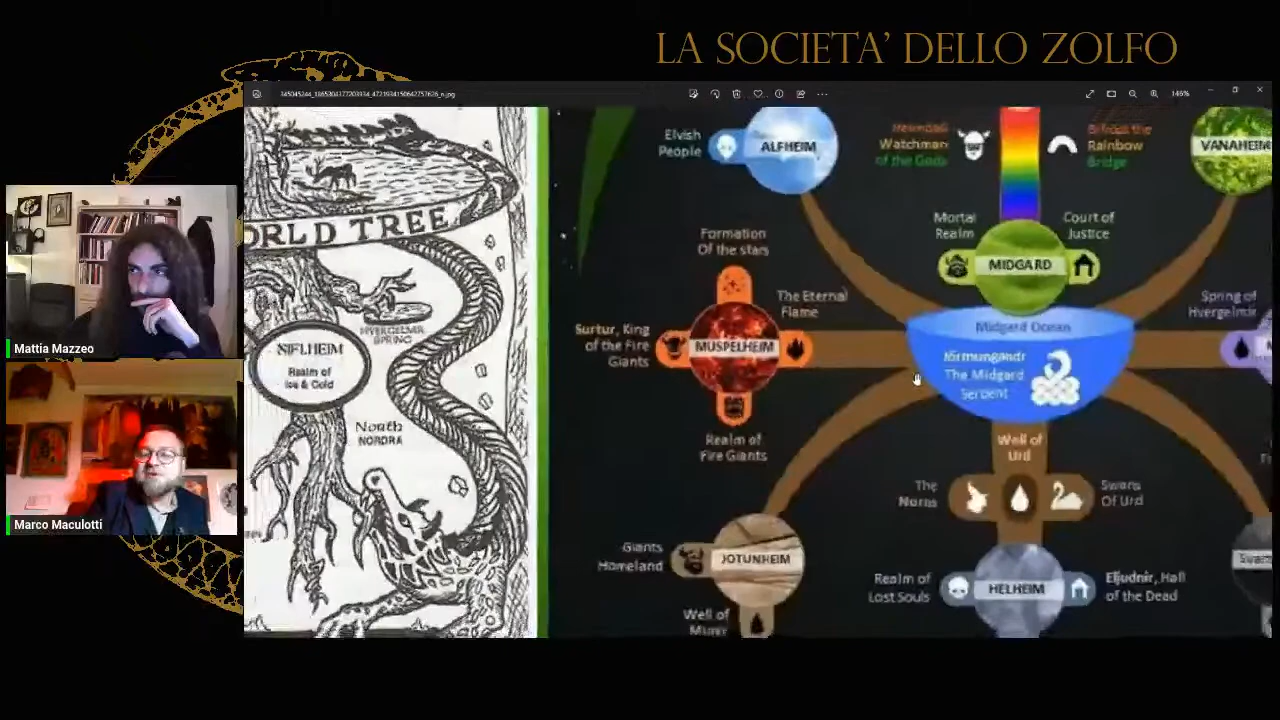 LA SOCIETA' DELLO ZOLFO
146%
ORLD TREE
HVERGELMIR
SPRING
NIFLHEIM
Realm of
Ice & Cold
North
NORDRA
Elvish
People
ALFHEIM
Heimdall
Watchman
of the Gods
Bifrost the
Rainbow
Bridge
VANAHEIM
Mortal
Realm
Court of
Justice
MIDGARD
Formation
Of the stars
The Eternal
Flame
Surtur, King
of the Fire
Giants
MUSPELHEIM
Realm of
Fire Giants
Midgard Ocean
Jörmungandr
The Midgard
Serpent
Spring of
Hvergelmir
Well of
Urd
The
Norns
Swans
Of Urd
Giants
Homeland
JOTUNHEIM
Well of
Realm of
Lost Souls
HELHEIM
Eljudnir, Hall
of the Dead
Mattia Mazzeo
Marco Maculotti